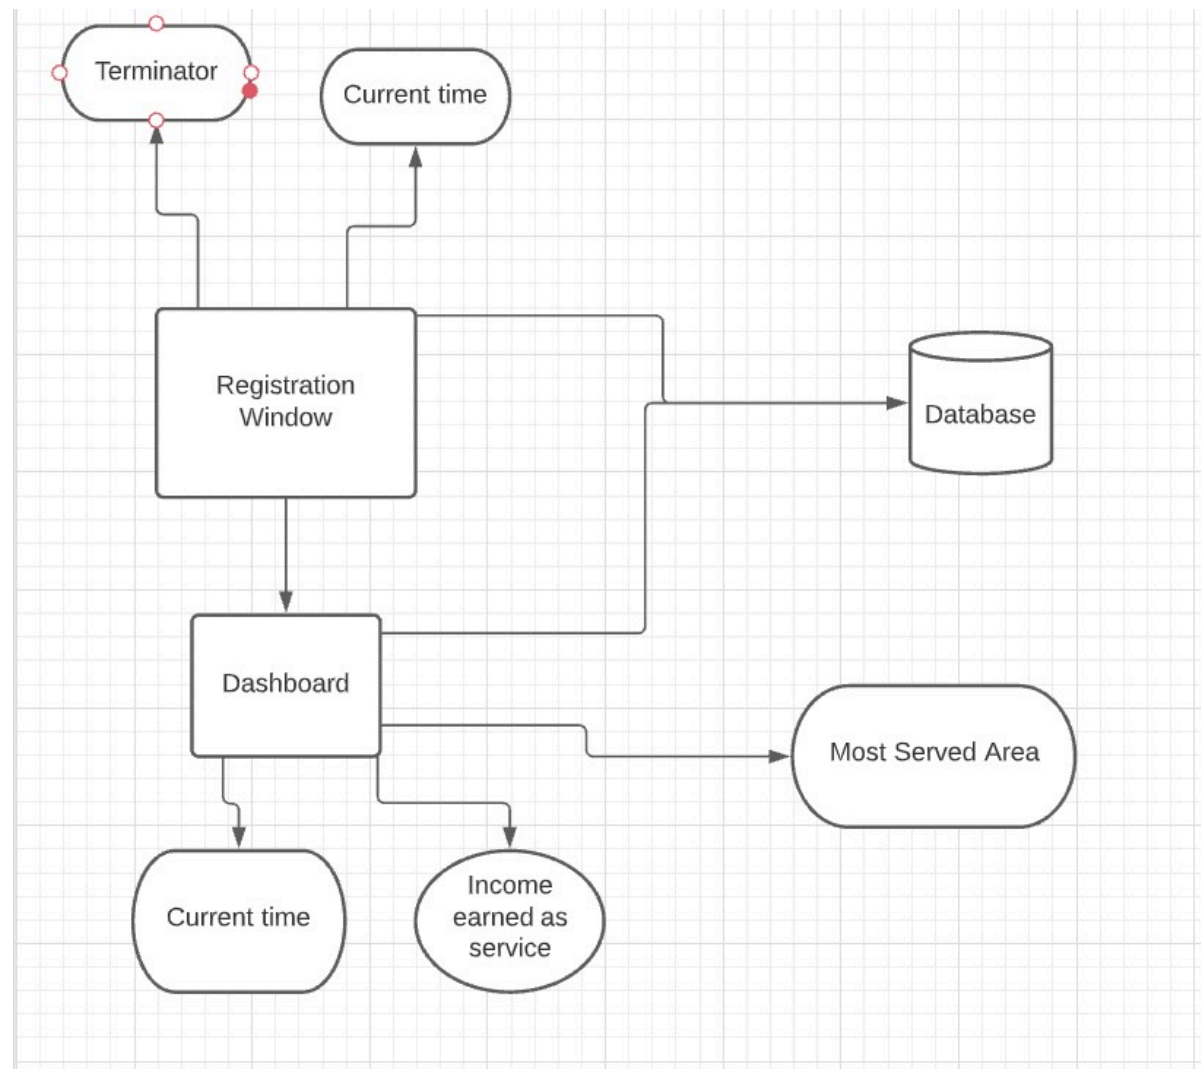 Terminator
Current time
Registration
Window
Database
Dashboard
Most Served Area
Current time
Income
earned as
service